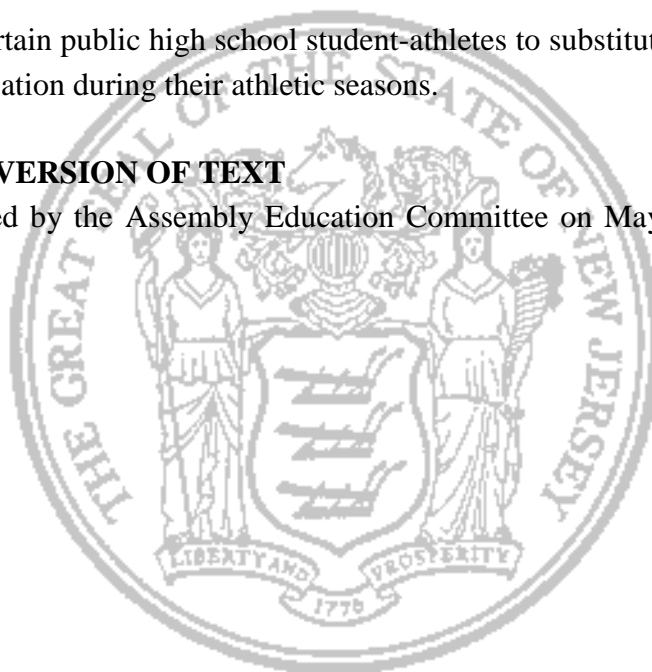 rtain public high school student-athletes to substitut
ation during their athletic seasons.
VERSION OF TEXT
ed by the Assembly Education Committee on May
THE GREAT SEAL OF THE STATE OF NEW JERSEY
LIBERTY AND PROSPERITY
1776